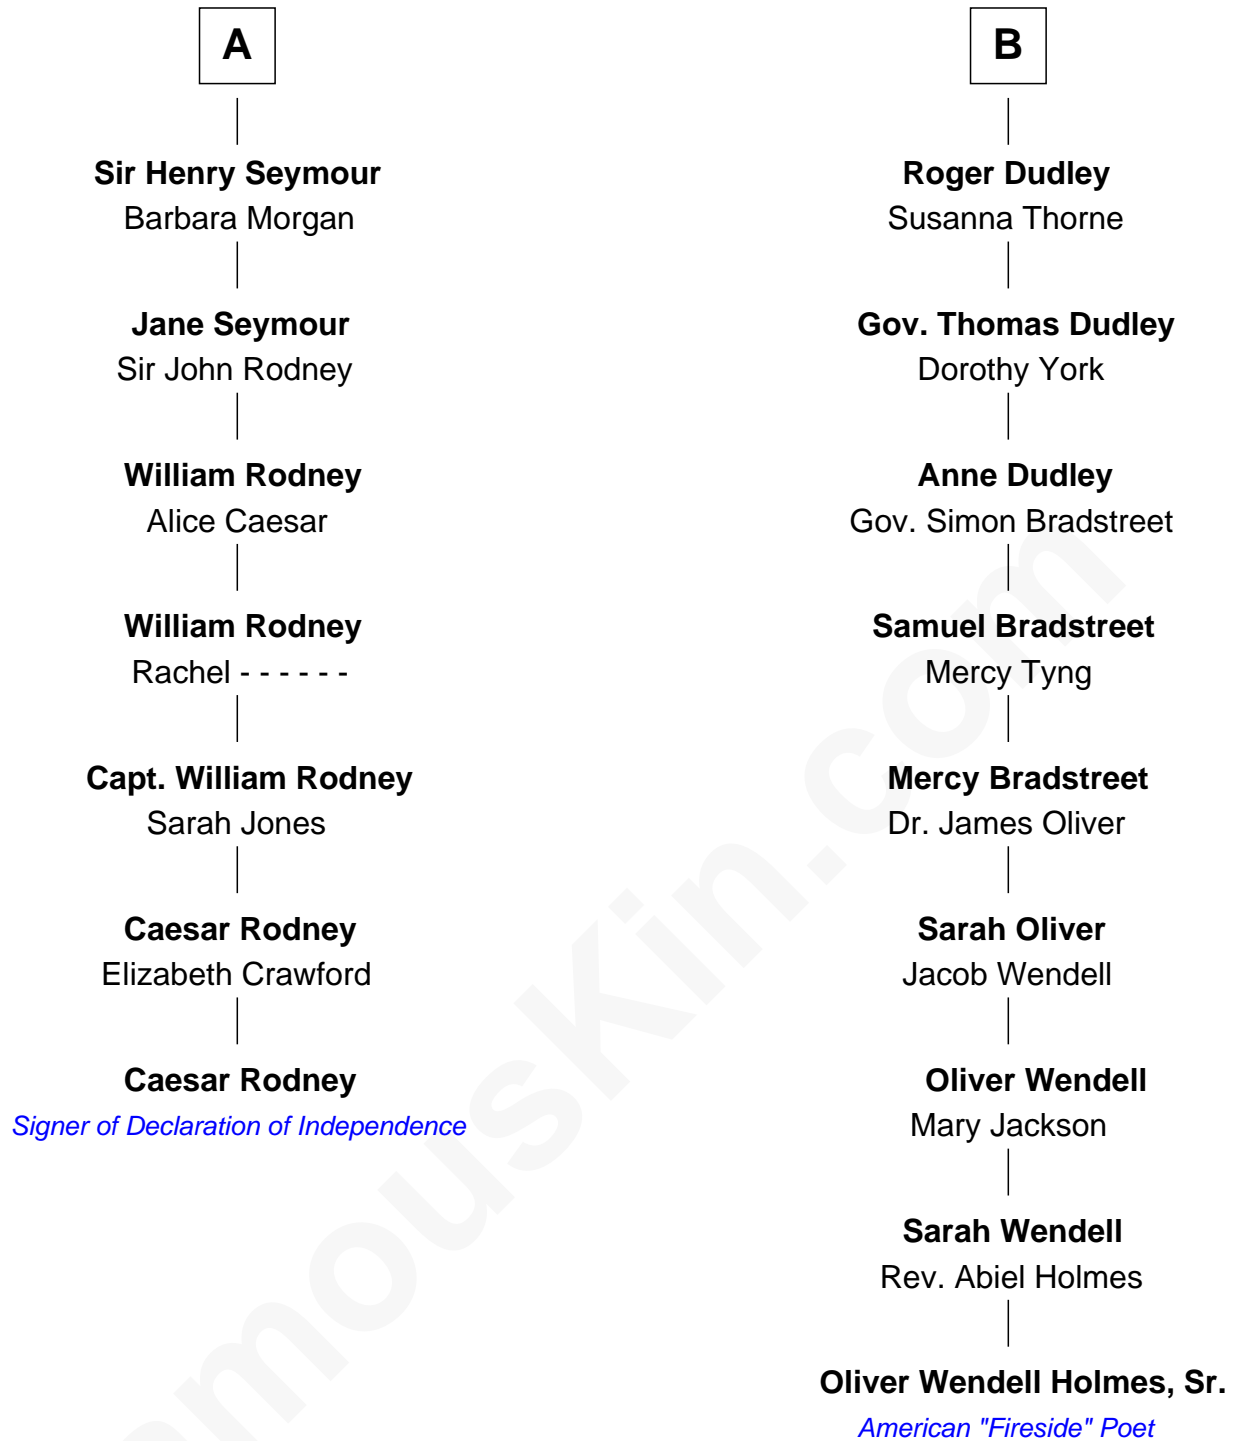 A
Sir Henry Seymour
Barbara Morgan
Jane Seymour
Sir John Rodney
William Rodney
Alice Caesar
William Rodney
Rachel - - - - - -
Capt. William Rodney
Sarah Jones
Caesar Rodney
Elizabeth Crawford
Caesar Rodney
Signer of Declaration of Independence
B
Roger Dudley
Susanna Thorne
Gov. Thomas Dudley
Dorothy York
Anne Dudley
Gov. Simon Bradstreet
Samuel Bradstreet
Mercy Tyng
Mercy Bradstreet
Dr. James Oliver
Sarah Oliver
Jacob Wendell
Oliver Wendell
Mary Jackson
Sarah Wendell
Rev. Abiel Holmes
Oliver Wendell Holmes, Sr.
American "Fireside" Poet
amousKin.com